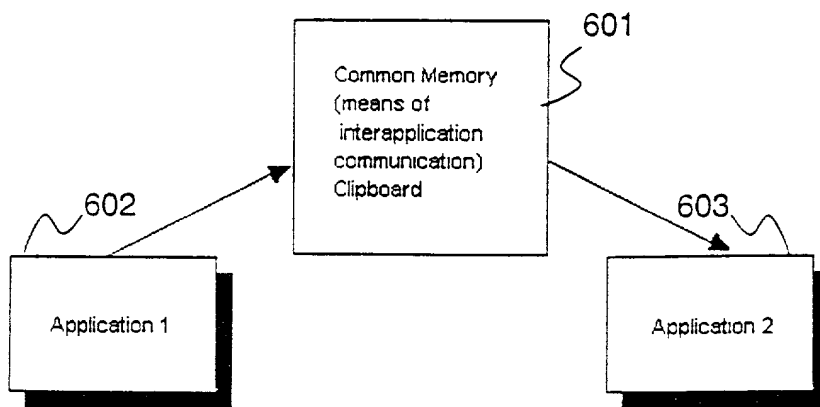 601
Common Memory
(means of
interapplication
communication)
Clipboard
602
603
Application 1
Application 2